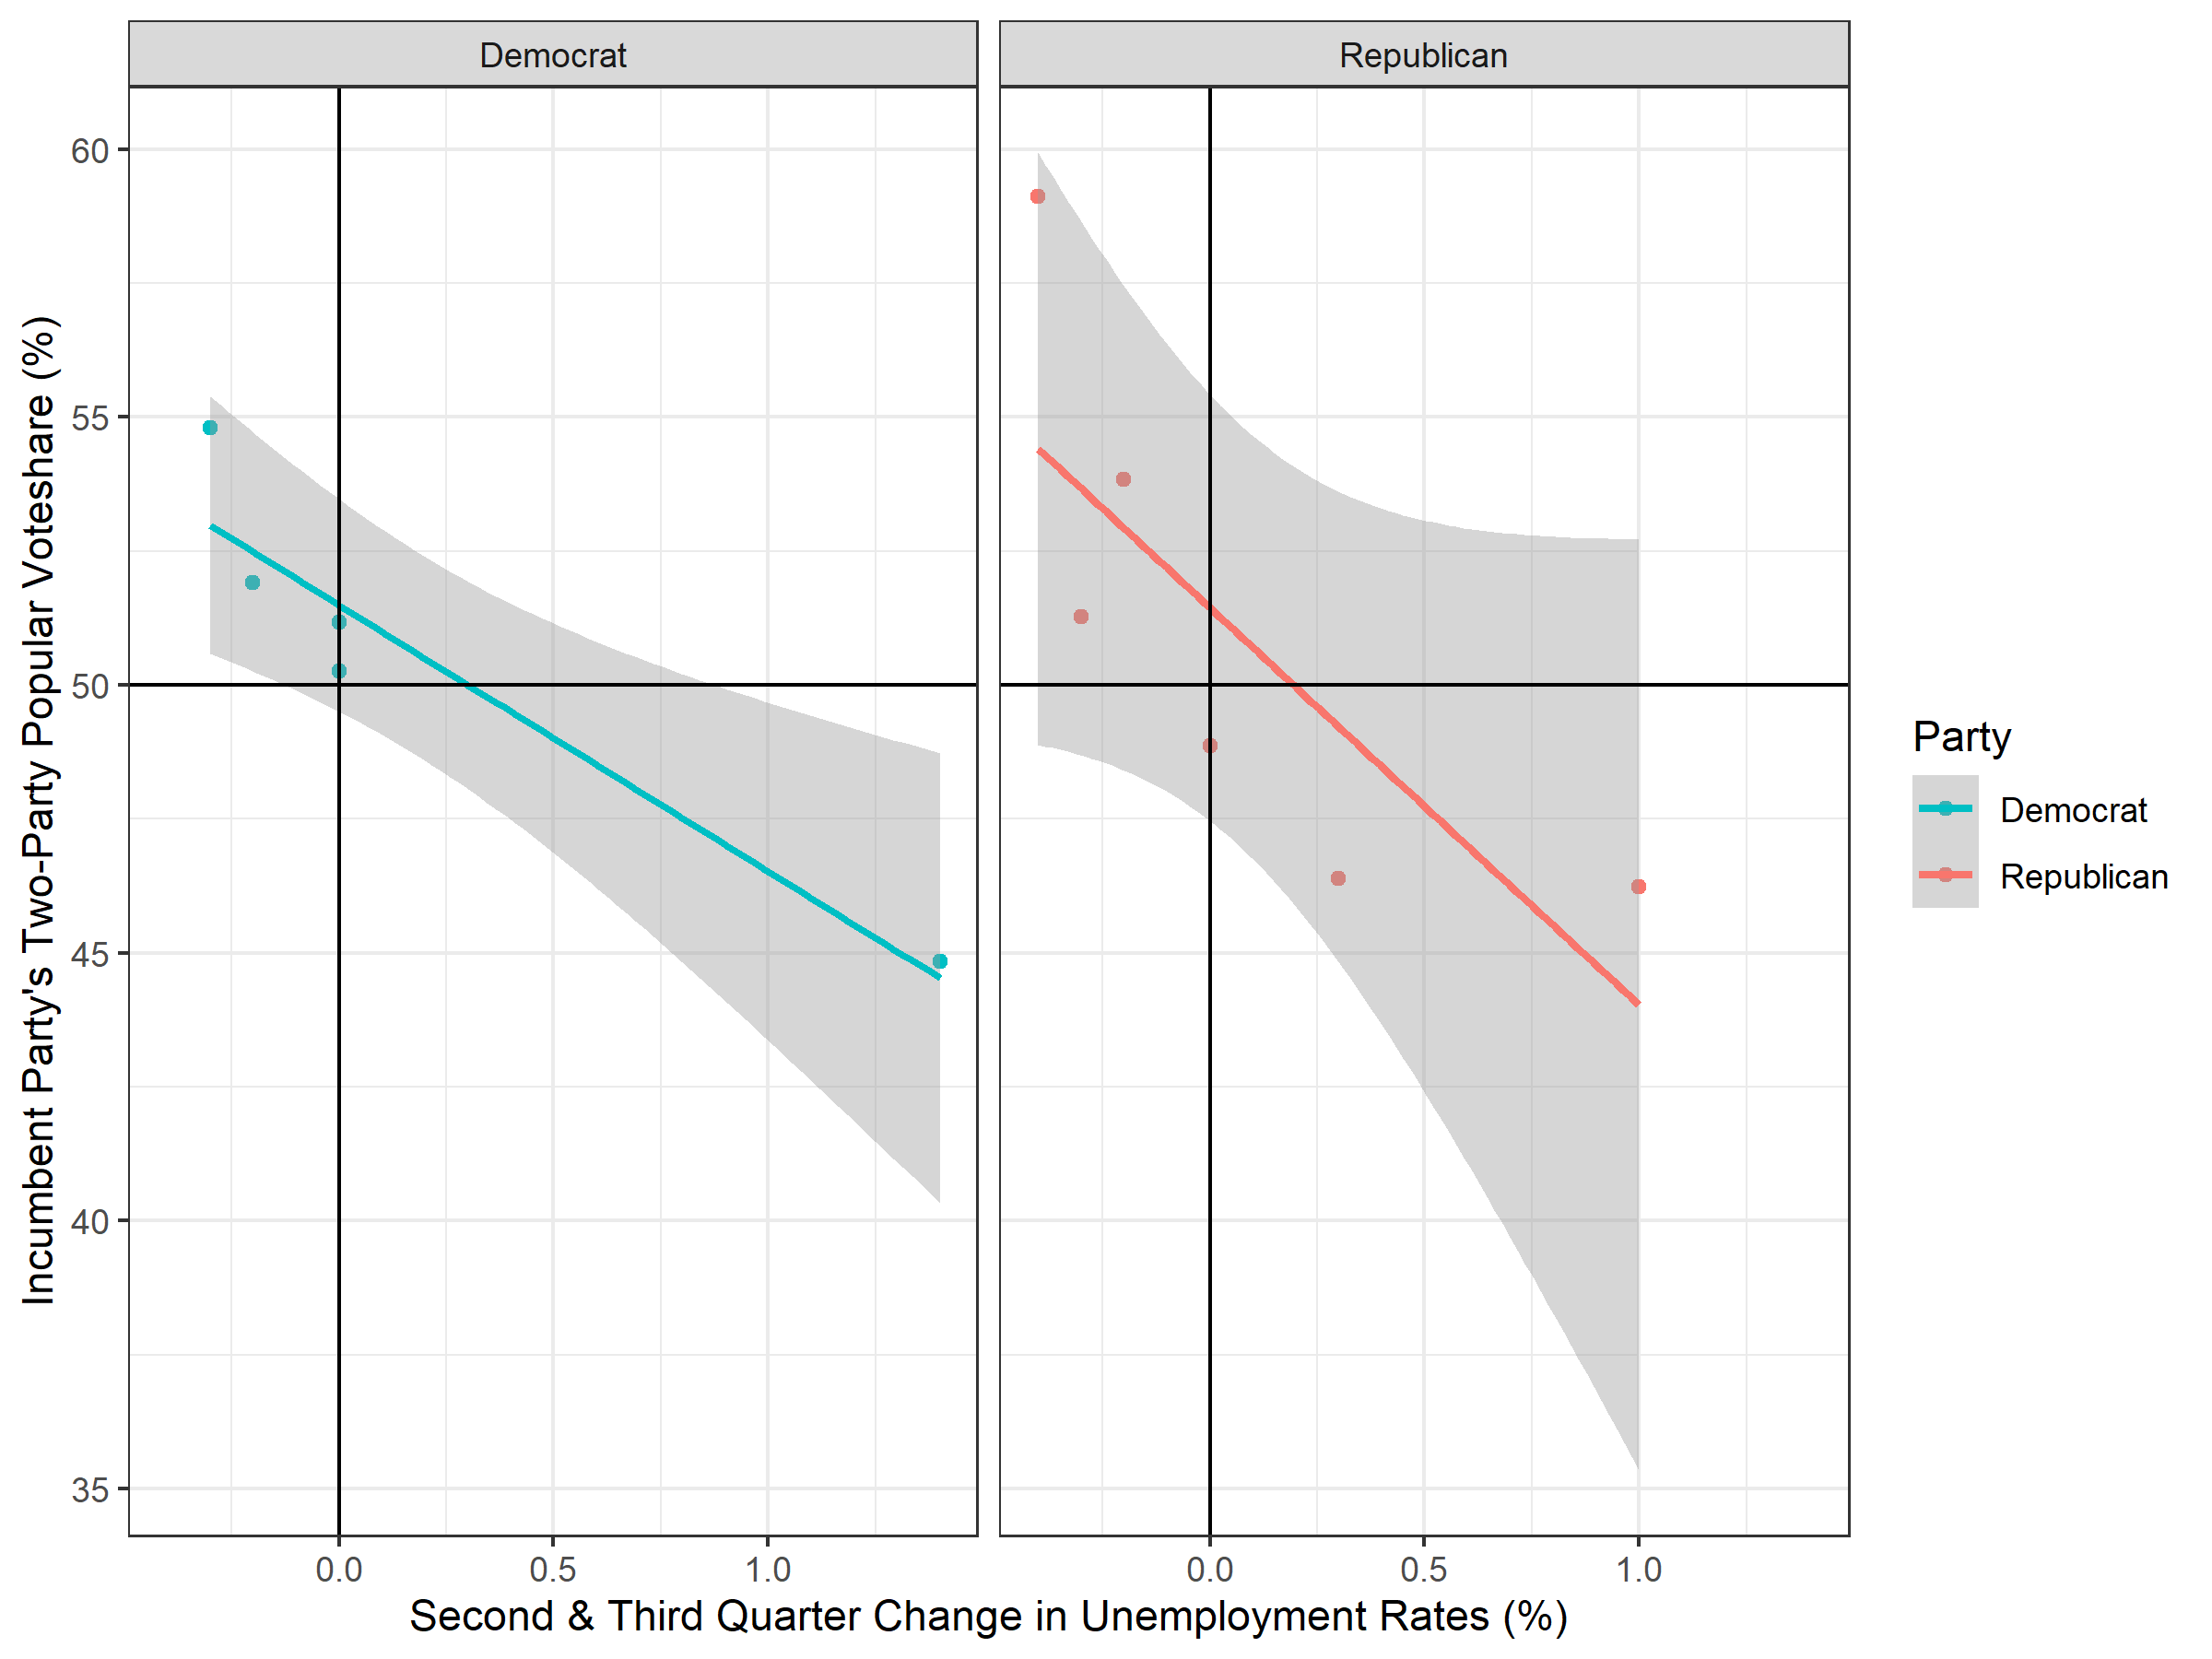 Democrat
Republican
60
55
50
45
40
35
Incumbent Party's Two-Party Popular Voteshare (%)
0.0 0.5 1.0
0.0 0.5 1.0
Second & Third Quarter Change in Unemployment Rates (%)
Party
Democrat
Republican